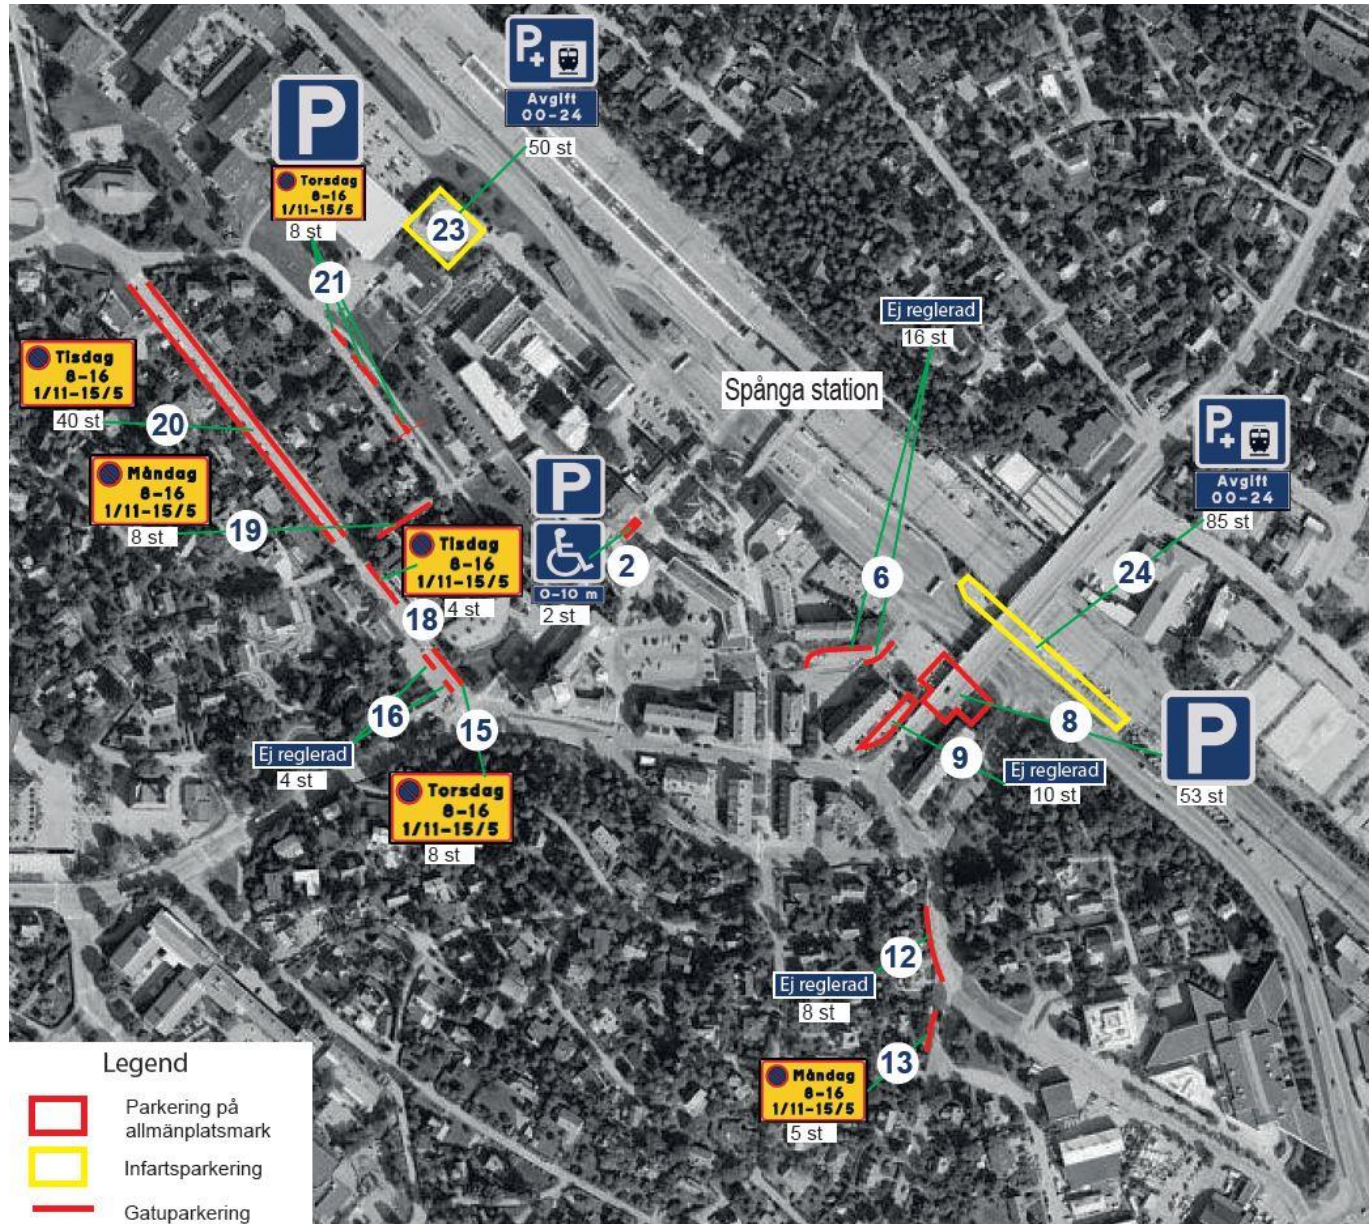 P+
Avgift
00-24
50 st
P
Torsdag
8-16
1/11-15/5
8 st
23
21
Ej reglerad
16 st
Tisdag
8-16
1/11-15/5
40 st
20
Spånga station
P+
Avgift
00-24
85 st
Måndag
8-16
1/11-15/5
8 st
19
P
0-10 m
2 st
2
Tisdag
8-16
1/11-15/5
4 st
18
6
24
16
15
Ej reglerad
4 st
Torsdag
8-16
1/11-15/5
8 st
8
9
Ej reglerad
10 st
P
53 st
12
Ej reglerad
8 st
13
Måndag
8-16
1/11-15/5
5 st
Legend
Parkering på
allmänplatsmark
Infartsparkering
Gatuparkering